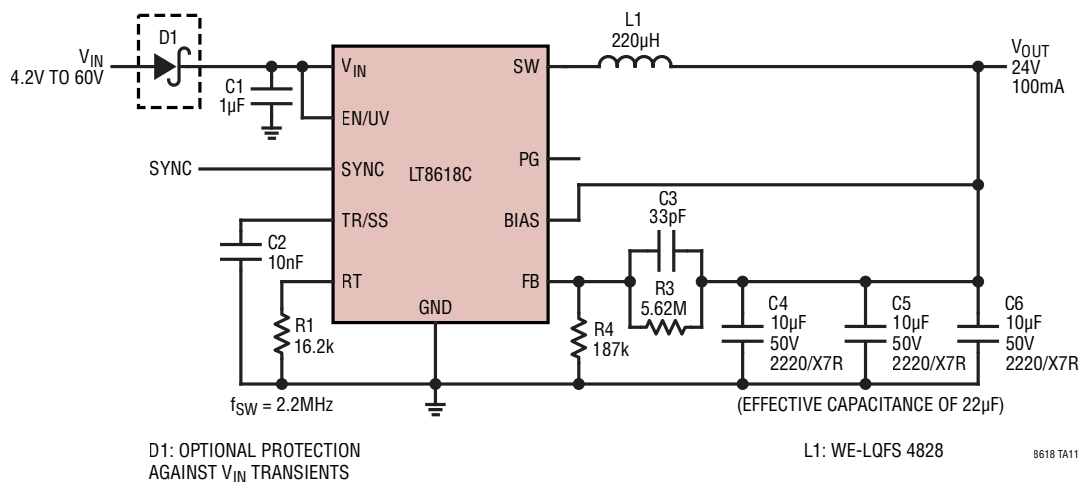 D1
V_IN
4.2V TO 60V
C1
1µF
V_IN
EN/UV
SYNC
SYNC
TR/SS
C2
10nF
RT
R1
16.2k
f_SW = 2.2MHz
LT8618C
GND
SW
PG
BIAS
FB
L1
220µH
V_OUT
24V
100mA
C3
33pF
R3
5.62M
R4
187k
C4
10µF
50V
2220/X7R
C5
10µF
50V
2220/X7R
C6
10µF
50V
2220/X7R
(EFFECTIVE CAPACITANCE OF 22µF)
D1: OPTIONAL PROTECTION
AGAINST V_IN TRANSIENTS
L1: WE-LQFS 4828
8618 TA11